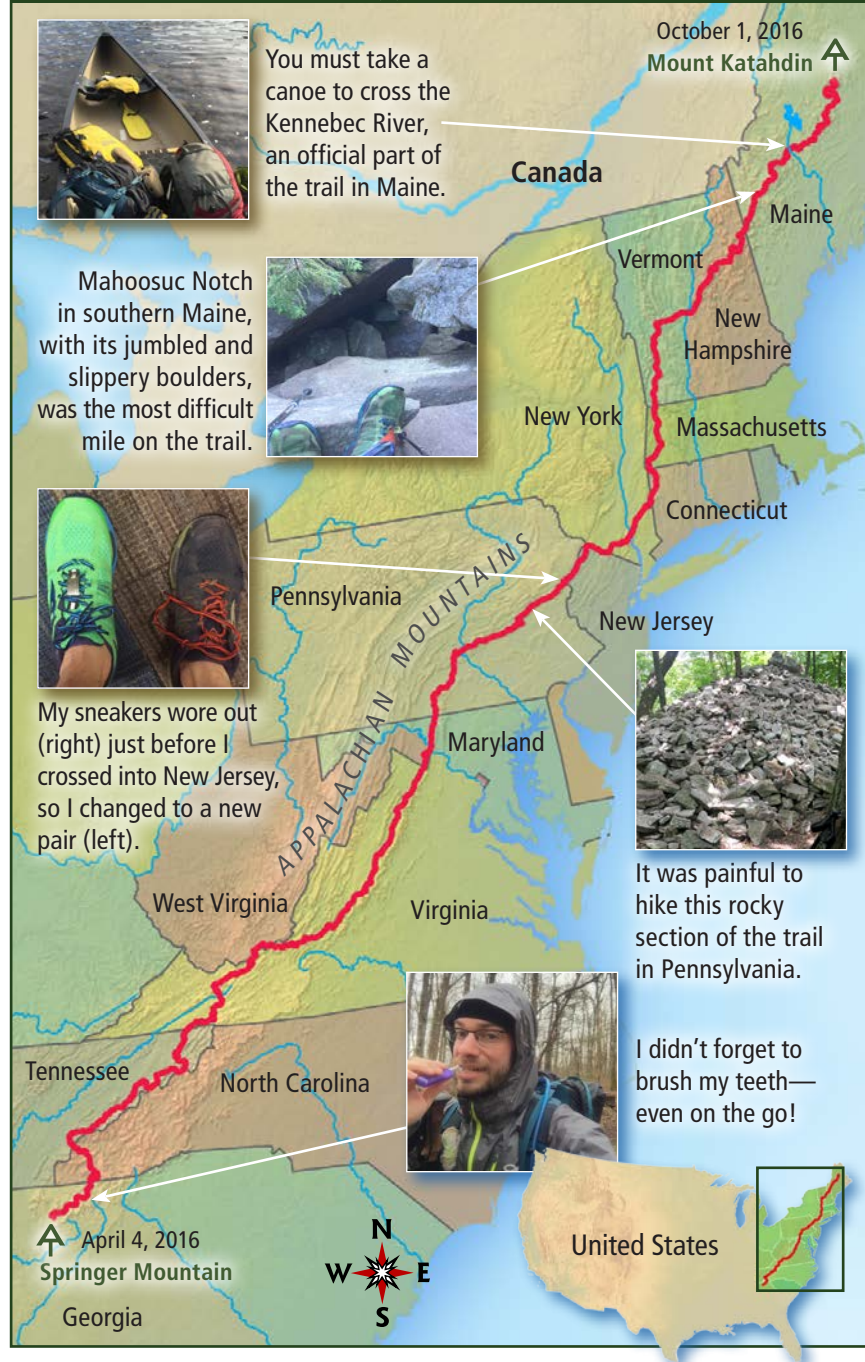 October 1, 2016
Mount Katahdin
You must take a
canoe to cross the
Kennebec River,
an official part of
the trail in Maine.
Canada
Maine
Vermont
Mahoosuc Notch
in southern Maine,
with its jumbled and
slippery boulders,
was the most difficult
mile on the trail.
New
Hampshire
New York
Massachusetts
Connecticut
APPALACHIAN MOUNTAINS
Pennsylvania
New Jersey
My sneakers wore out
(right) just before I
crossed into New Jersey,
so I changed to a new
pair (left).
Maryland
It was painful to
hike this rocky
section of the trail
in Pennsylvania.
West Virginia
Virginia
Tennessee
North Carolina
I didn't forget to
brush my teeth—
even on the go!
April 4, 2016
Springer Mountain
Georgia
N
W
E
S
United States